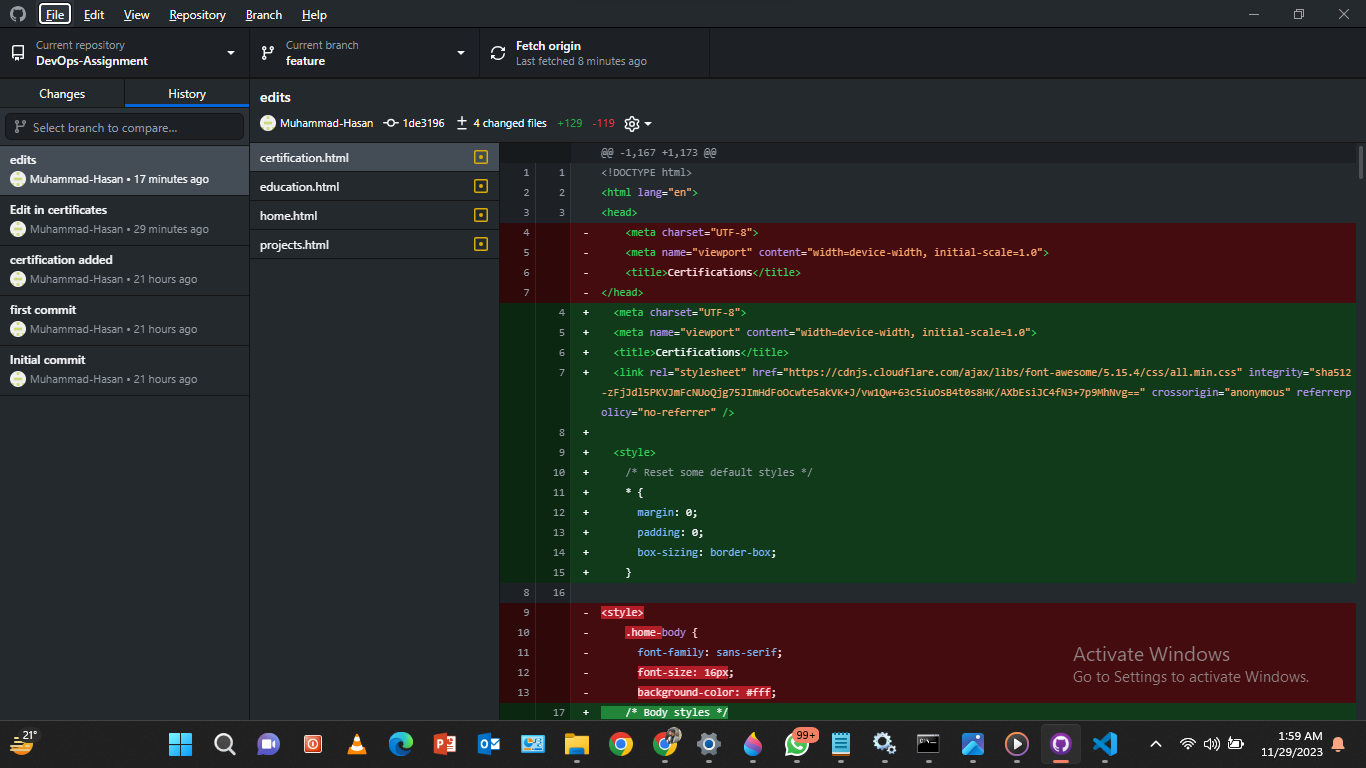 File Edit View Repository Branch Help
Current repository
DevOps-Assignment
Current branch
feature
Fetch origin
Last fetched 8 minutes ago
Changes History
Select branch to compare...
edits
Muhammad-Hasan • 17 minutes ago
Edit in certificates
Muhammad-Hasan • 29 minutes ago
certification added
Muhammad-Hasan • 21 hours ago
first commit
Muhammad-Hasan • 21 hours ago
Initial commit
Muhammad-Hasan • 21 hours ago
edits
Muhammad-Hasan 1de3196 4 changed files +129 -119
certification.html
education.html
home.html
projects.html
@@ -1,167 +1,173 @@
1 1 <!DOCTYPE html>
2 2 <html lang="en">
3 3 <head>
4 - <meta charset="UTF-8">
5 - <meta name="viewport" content="width=device-width, initial-scale=1.0">
6 - <title>Certifications</title>
7 - </head>
4 + <meta charset="UTF-8">
5 + <meta name="viewport" content="width=device-width, initial-scale=1.0">
6 + <title>Certifications</title>
7 + <link rel="stylesheet" href="https://cdnjs.cloudflare.com/ajax/libs/font-awesome/5.15.4/css/all.min.css" integrity="sha512
-zFjJdl5PKVJmFcNUoQjg75JImHdFoOcwte5akVK+J/vw1Qw+63c5iuOsB4t0s8HK/AXbEsiJC4fN3+7p9MhNvg==" crossorigin="anonymous" referrerp
olicy="no-referrer" />
8 +
9 + <style>
10 + /* Reset some default styles */
11 + * {
12 + margin: 0;
13 + padding: 0;
14 + box-sizing: border-box;
15 + }
8 16
9 - <style>
10 - .home-body {
11 - font-family: sans-serif;
12 - font-size: 16px;
13 - background-color: #fff;
17 + /* Body styles */
Activate Windows
Go to Settings to activate Windows.
21°
99+
1:59 AM
11/29/2023